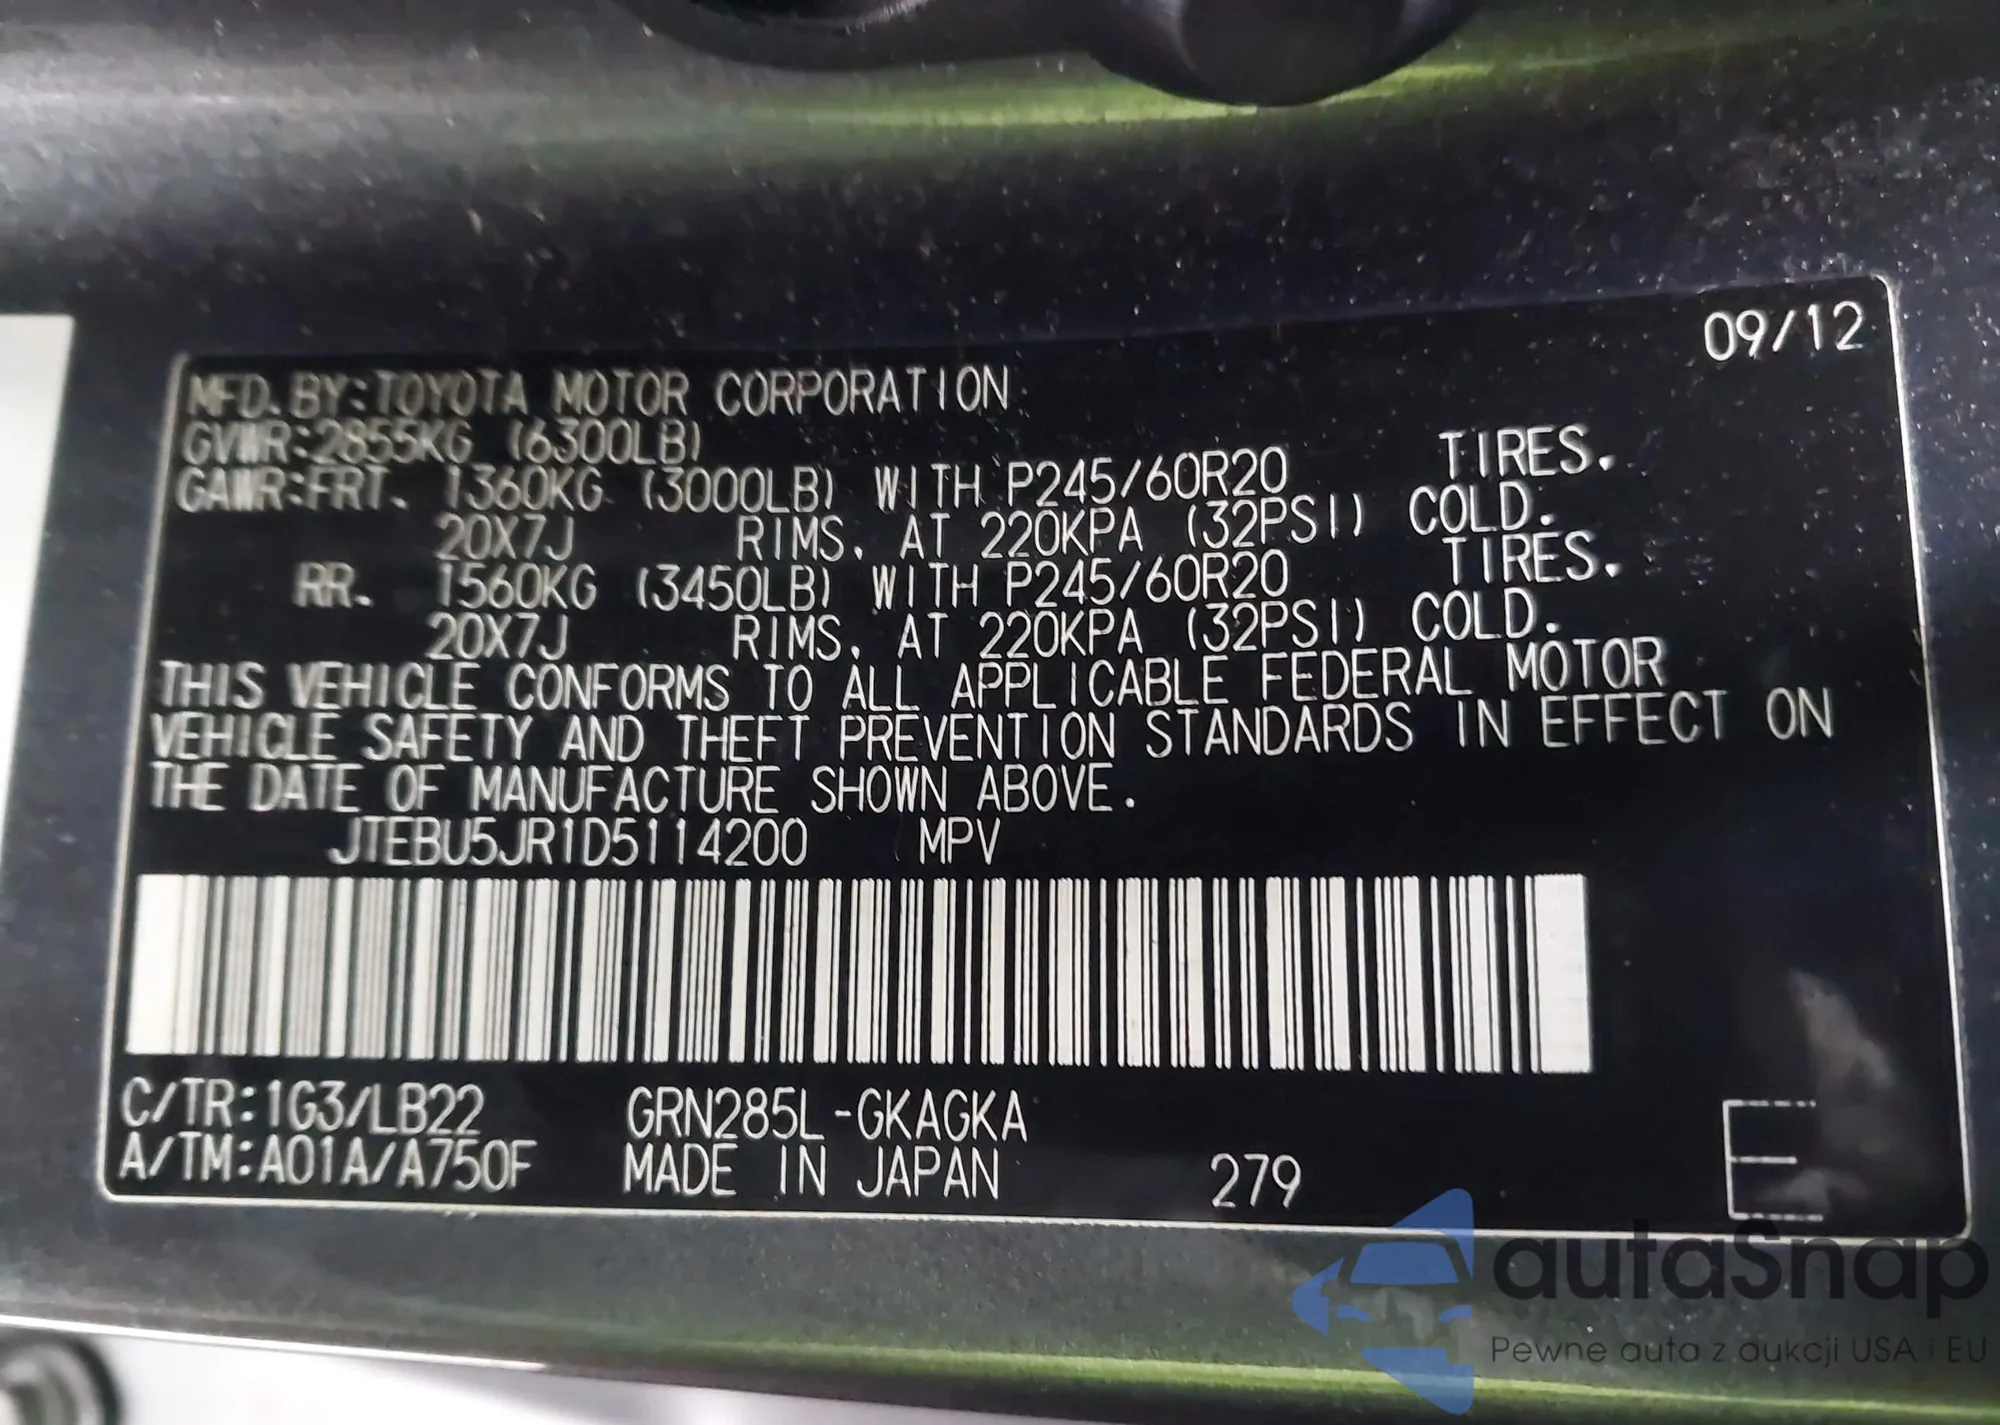 09/12
MFD.BY:TOYOTA MOTOR CORPORATION
GVWR:2855KG (6300LB)
GAWR:FRT. 1360KG (3000LB) WITH P245/60R20 TIRES.
20X7J RIMS. AT 220KPA (32PSI) COLD.
RR. 1560KG (3450LB) WITH P245/60R20 TIRES.
20X7J RIMS. AT 220KPA (32PSI) COLD.
THIS VEHICLE CONFORMS TO ALL APPLICABLE FEDERAL MOTOR
VEHICLE SAFETY AND THEFT PREVENTION STANDARDS IN EFFECT ON
THE DATE OF MANUFACTURE SHOWN ABOVE.
JTEBU5JR1D5114200 MPV
C/TR:1G3/LB22 GRN285L-GKAGKA
A/TM:A01A/A750F MADE IN JAPAN 279
E
autaSnap
Pewne auta z aukcji USA i EU